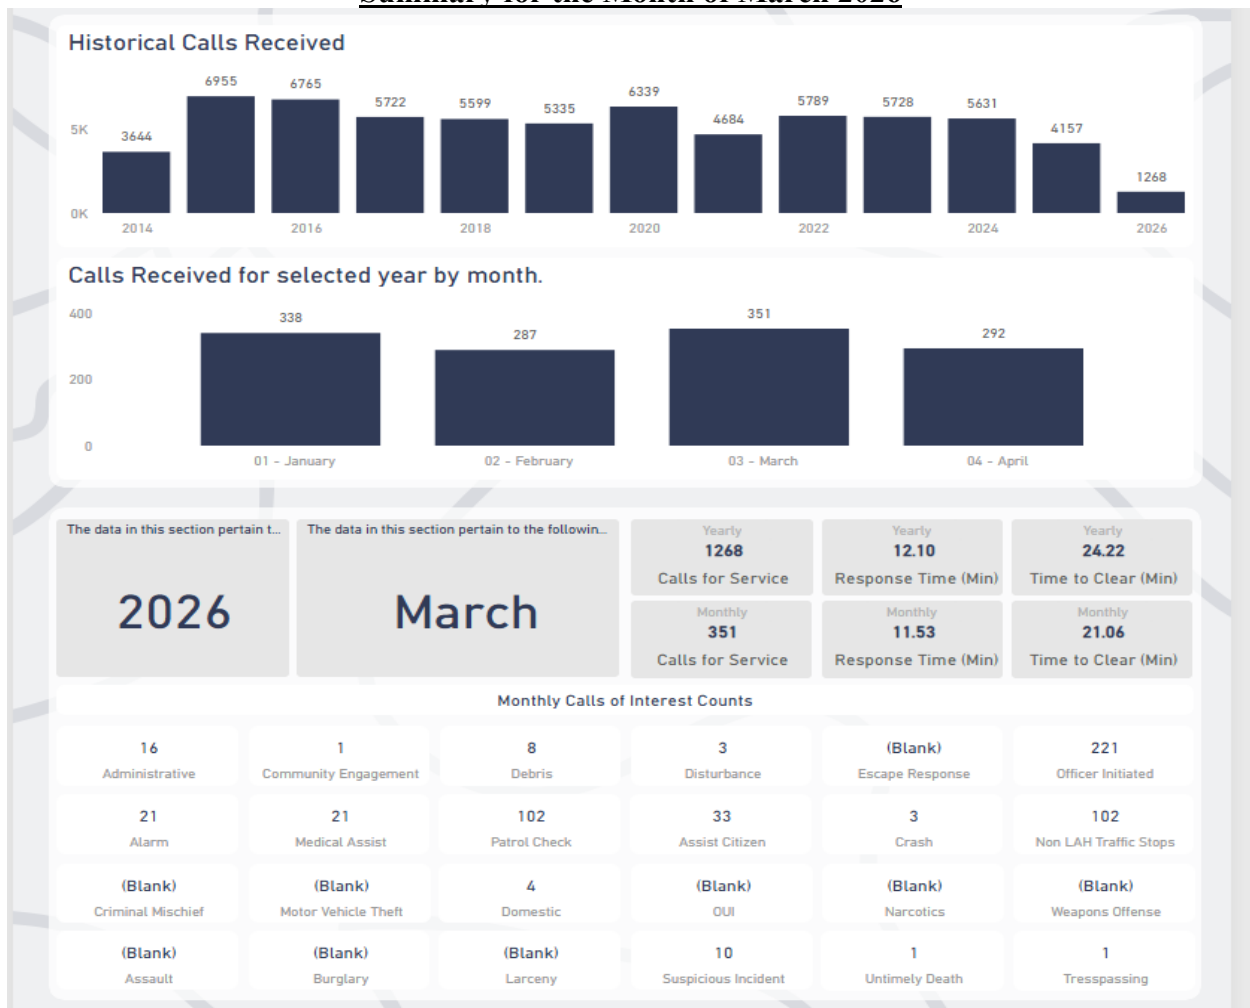 Summary for the Month of March 2026
Historical Calls Received
6955
6765
6339
5722
5599
5335
5789
5728
5631
4684
4157
3644
1268
5K
0K
2014
2016
2018
2020
2022
2024
2026
Calls Received for selected year by month.
400
338
287
351
292
200
0
01 - January
02 - February
03 - March
04 - April
The data in this section pertain t...
2026
The data in this section pertain to the followin...
March
Yearly
1268
Calls for Service
Yearly
12.10
Response Time (Min)
Yearly
24.22
Time to Clear (Min)
Monthly
351
Calls for Service
Monthly
11.53
Response Time (Min)
Monthly
21.06
Time to Clear (Min)
Monthly Calls of Interest Counts
16
Administrative
1
Community Engagement
8
Debris
3
Disturbance
(Blank)
Escape Response
221
Officer Initiated
21
Alarm
21
Medical Assist
102
Patrol Check
33
Assist Citizen
3
Crash
102
Non LAH Traffic Stops
(Blank)
Criminal Mischief
(Blank)
Motor Vehicle Theft
4
Domestic
(Blank)
OUI
(Blank)
Narcotics
(Blank)
Weapons Offense
(Blank)
Assault
(Blank)
Burglary
(Blank)
Larceny
10
Suspicious Incident
1
Untimely Death
1
Tresspassing